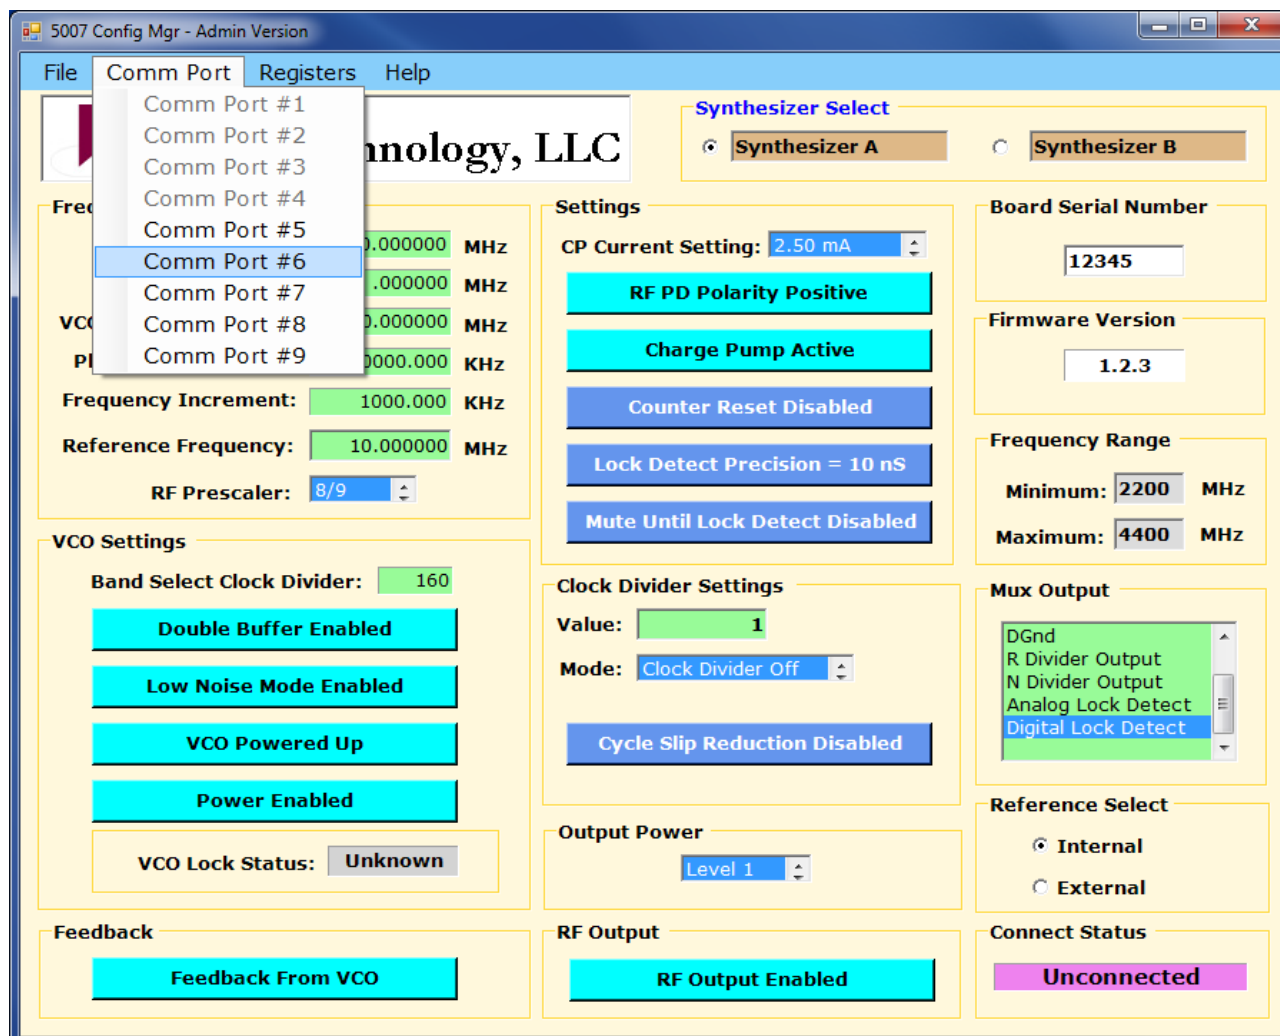 5007 Config Mgr - Admin Version
File Comm Port Registers Help
Comm Port #1
Comm Port #2
Comm Port #3
Comm Port #4
Comm Port #5
Comm Port #6
Comm Port #7
Comm Port #8
Comm Port #9
LLC
Synthesizer Select
Synthesizer A Synthesizer B
MHz
.000000 MHz
VCO MHz
KHz
Frequency Increment: 1000.000 KHz
Reference Frequency: 10.000000 MHz
RF Prescaler: 8/9
Settings
CP Current Setting: 2.50 mA
RF PD Polarity Positive
Charge Pump Active
Counter Reset Disabled
Lock Detect Precision = 10 nS
Mute Until Lock Detect Disabled
Board Serial Number
12345
Firmware Version
1.2.3
Frequency Range
Minimum: 2200 MHz
Maximum: 4400 MHz
VCO Settings
Band Select Clock Divider: 160
Double Buffer Enabled
Low Noise Mode Enabled
VCO Powered Up
Power Enabled
VCO Lock Status: Unknown
Clock Divider Settings
Value: 1
Mode: Clock Divider Off
Cycle Slip Reduction Disabled
Output Power
Level 1
Mux Output
DGnd
R Divider Output
N Divider Output
Analog Lock Detect
Digital Lock Detect
Reference Select
Internal
External
Feedback
Feedback From VCO
RF Output
RF Output Enabled
Connect Status
Unconnected